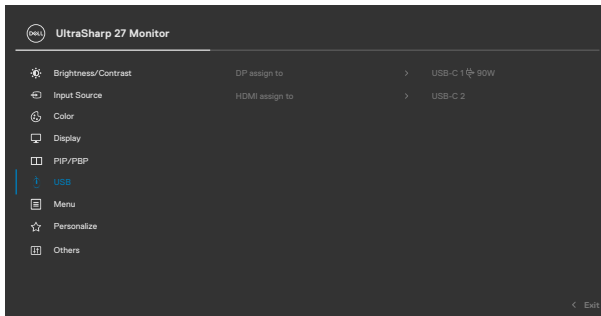 DELL UltraSharp 27 Monitor
Brightness/Contrast DP assign to > USB-C 1 90W
Input Source HDMI assign to > USB-C 2
Color
Display
PIP/PBP
USB
Menu
Personalize
Others
< Exit